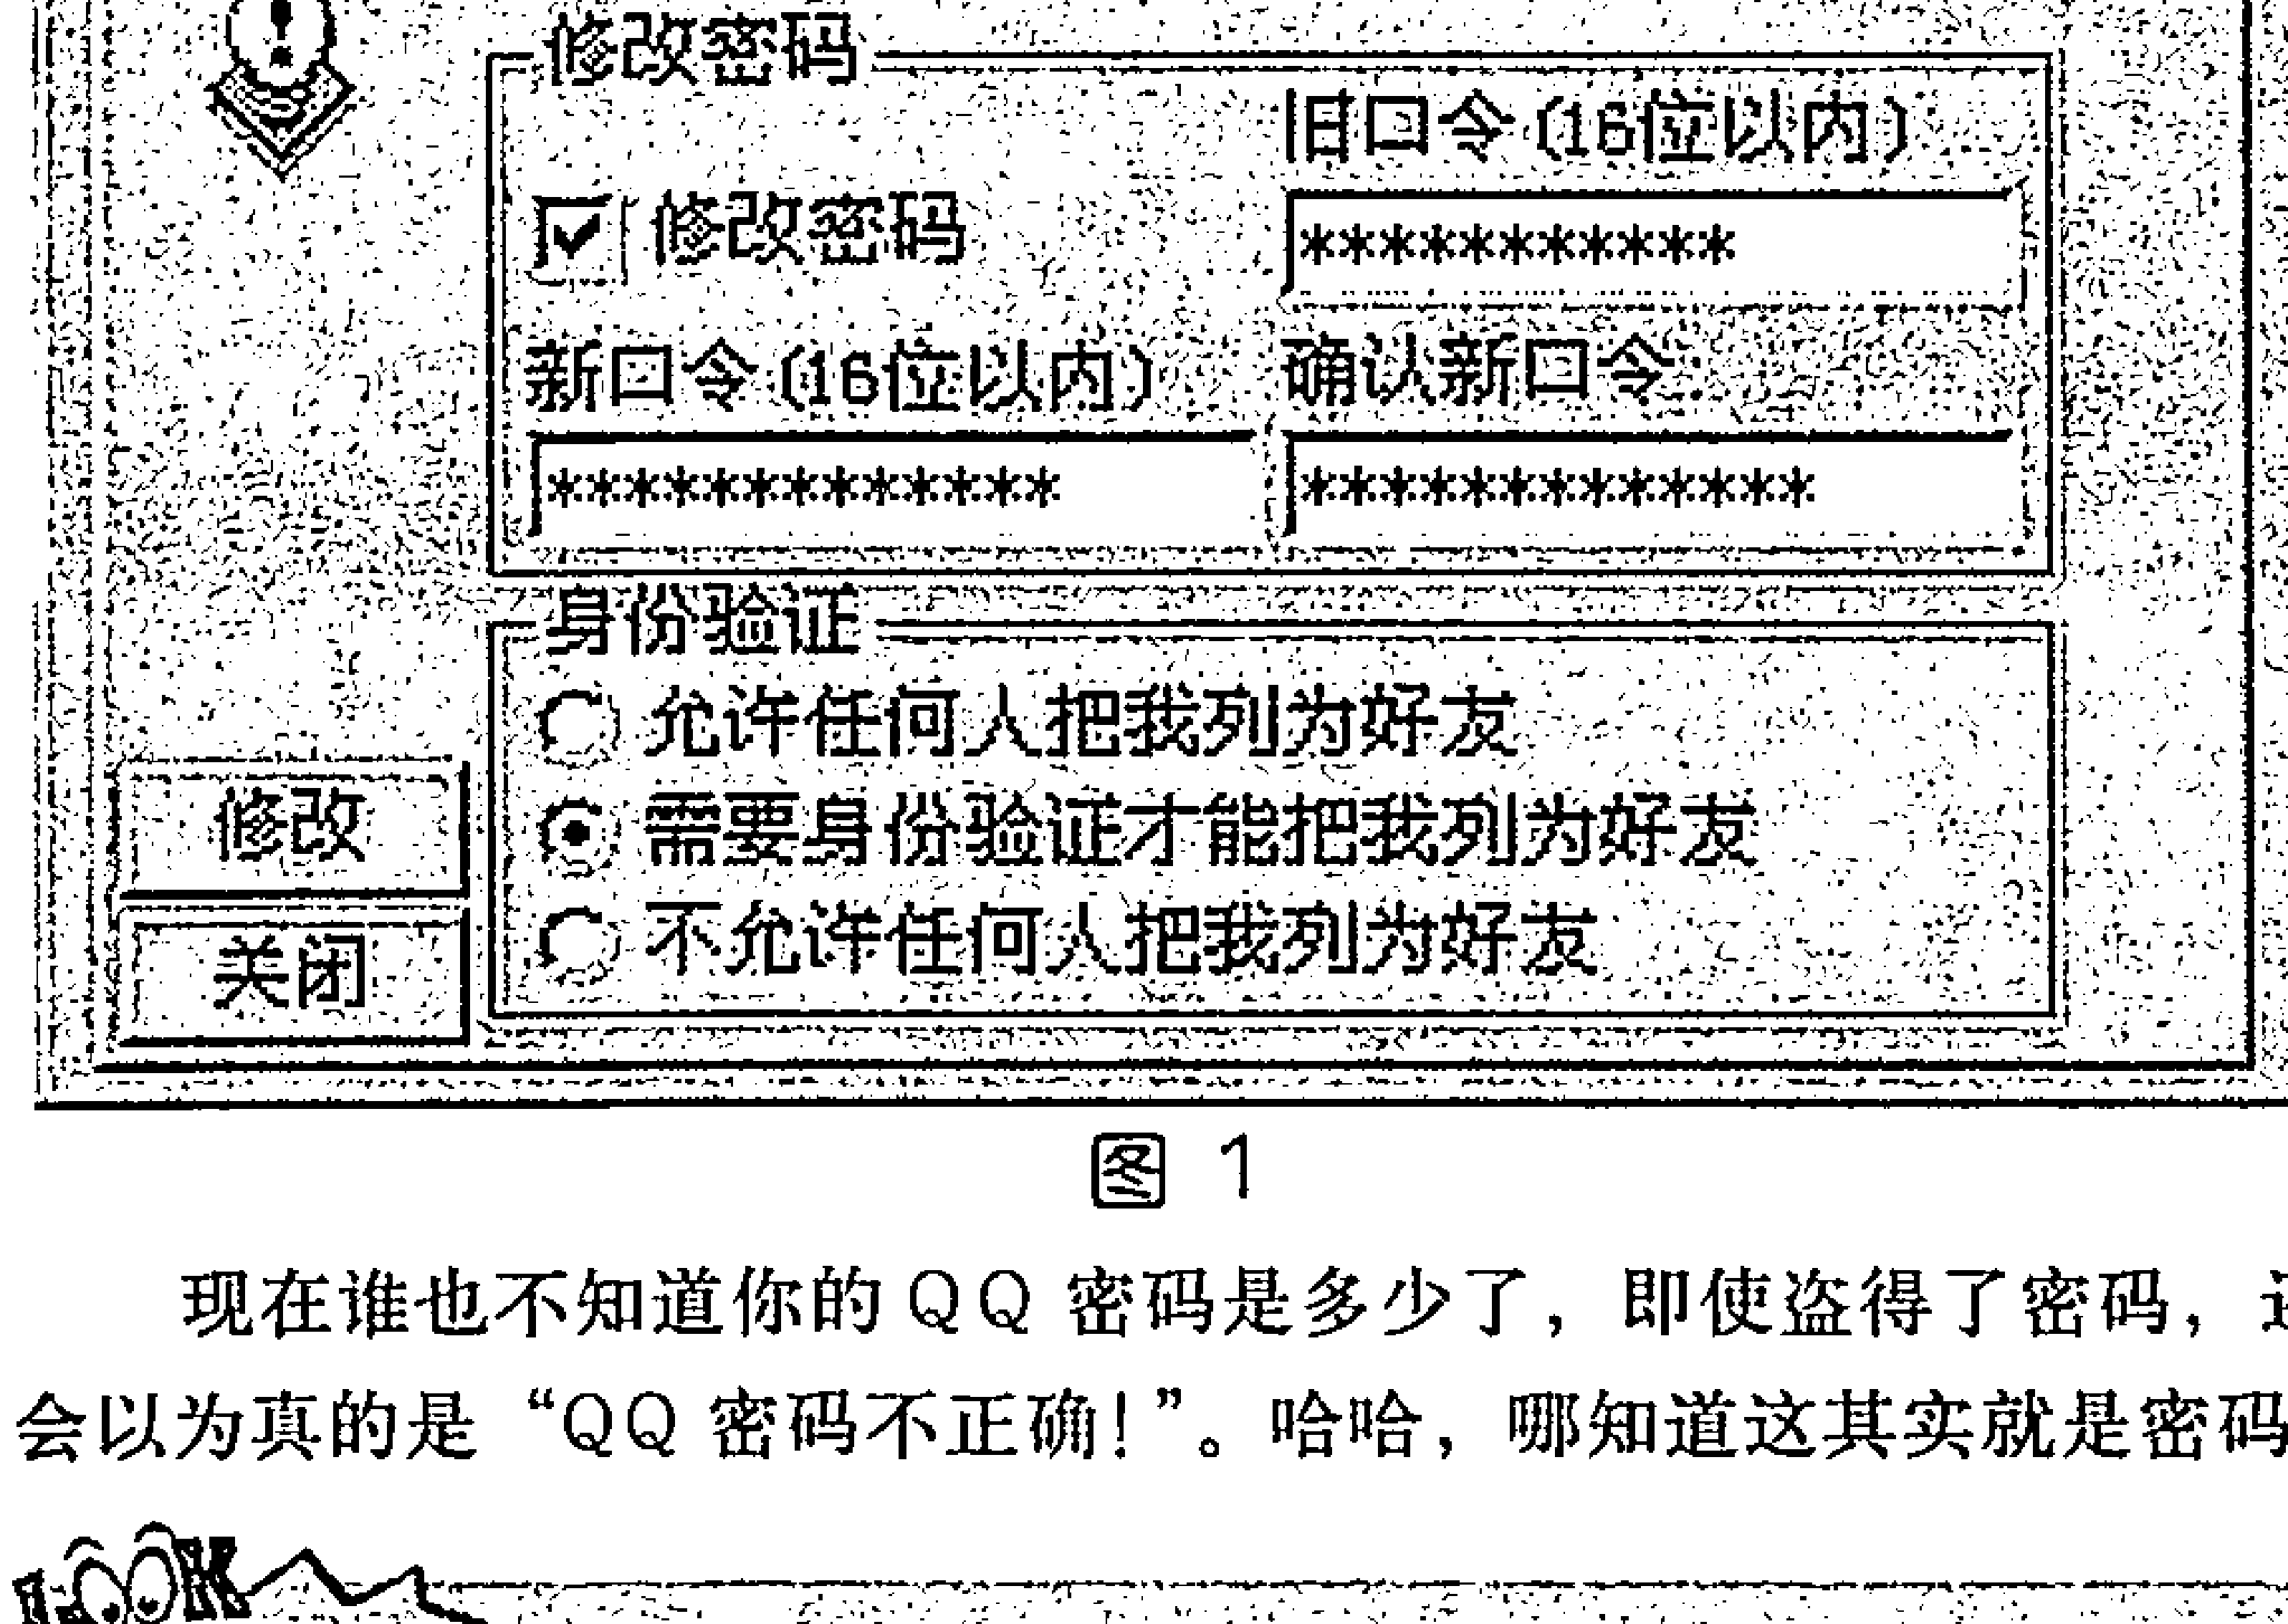 修改密码
旧口令(16位以内)
修改密码
***********
新口令(16位以内) 确认新口令
************* *************
身份验证
允许任何人把我列为好友
需要身份验证才能把我列为好友
不允许任何人把我列为好友
修改
关闭
图 1
现在谁也不知道你的 QQ 密码是多少了，即使盗得了密码，
会以为真的是“QQ 密码不正确！”。哈哈，哪知道这其实就是密码
LOOK